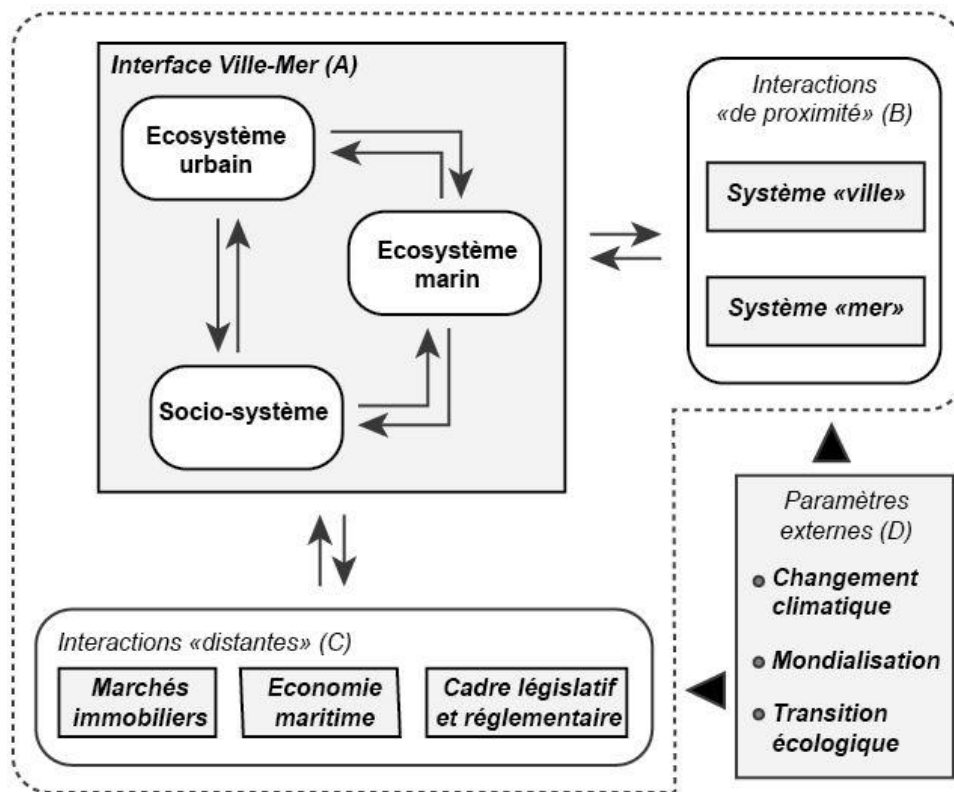 Interface Ville-Mer (A)
Ecosystème
urbain
Ecosystème
marin
Socio-système
Interactions
«de proximité» (B)
Système «ville»
Système «mer»
Interactions «distantes» (C)
Marchés
immobiliers
Economie
maritime
Cadre législatif
et réglementaire
Paramètres
externes (D)
Changement
climatique
Mondialisation
Transition
écologique